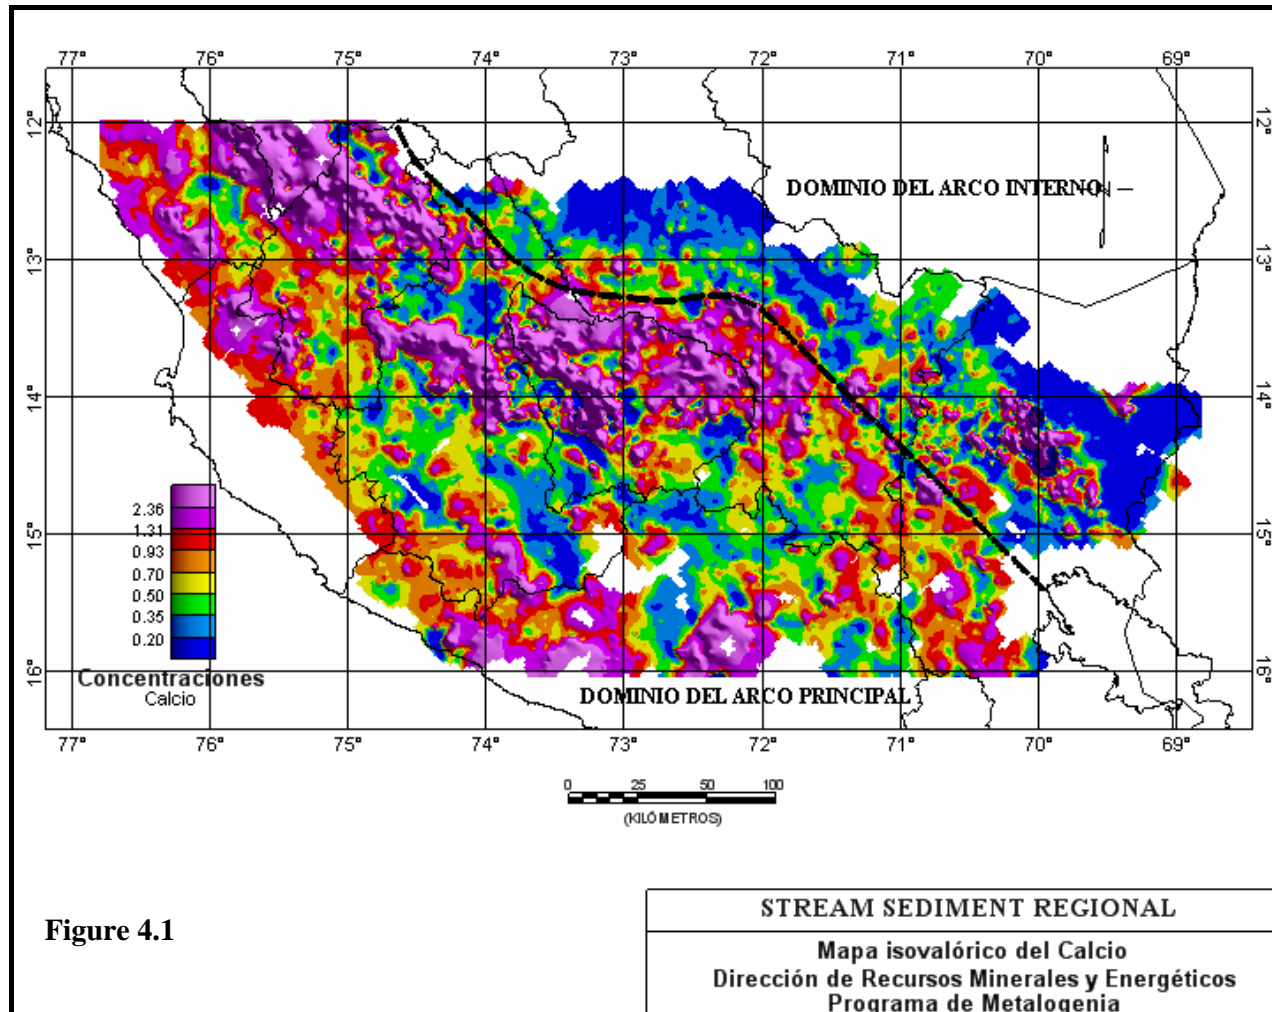 77° 76° 75° 74° 73° 72° 71° 70° 69°
12° 12°
DOMINIO DEL ARCO INTERNO
13° 13°
14° 14°
2.36
1.31
0.93
0.70
0.50
0.35
0.20
15° 15°
Concentraciones
Calcio
16° 16°
DOMINIO DEL ARCO PRINCIPAL
77° 76° 75° 74° 73° 72° 71° 70° 69°
0 25 50 100
(KILÓMETROS)
Figure 4.1
STREAM SEDIMENT REGIONAL
Mapa isovalórico del Calcio
Dirección de Recursos Minerales y Energéticos
Programa de Metalogenia